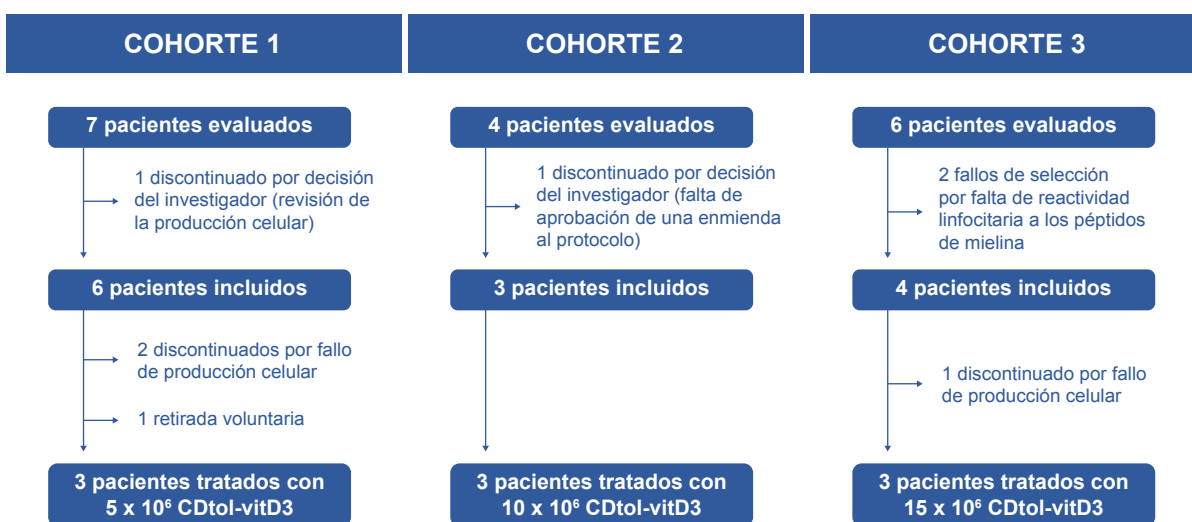 COHORTE 1
7 pacientes evaluados
1 discontinuado por decisión
del investigador (revisión de
la producción celular)
6 pacientes incluidos
2 discontinuados por fallo
de producción celular
1 retirada voluntaria
3 pacientes tratados con
5 x 10⁶ CDtol-vitD3
COHORTE 2
4 pacientes evaluados
1 discontinuado por decisión
del investigador (falta de
aprobación de una enmienda
al protocolo)
3 pacientes incluidos
3 pacientes tratados con
10 x 10⁶ CDtol-vitD3
COHORTE 3
6 pacientes evaluados
2 fallos de selección
por falta de reactividad
linfocitaria a los péptidos
de mielina
4 pacientes incluidos
1 discontinuado por fallo
de producción celular
3 pacientes tratados con
15 x 10⁶ CDtol-vitD3